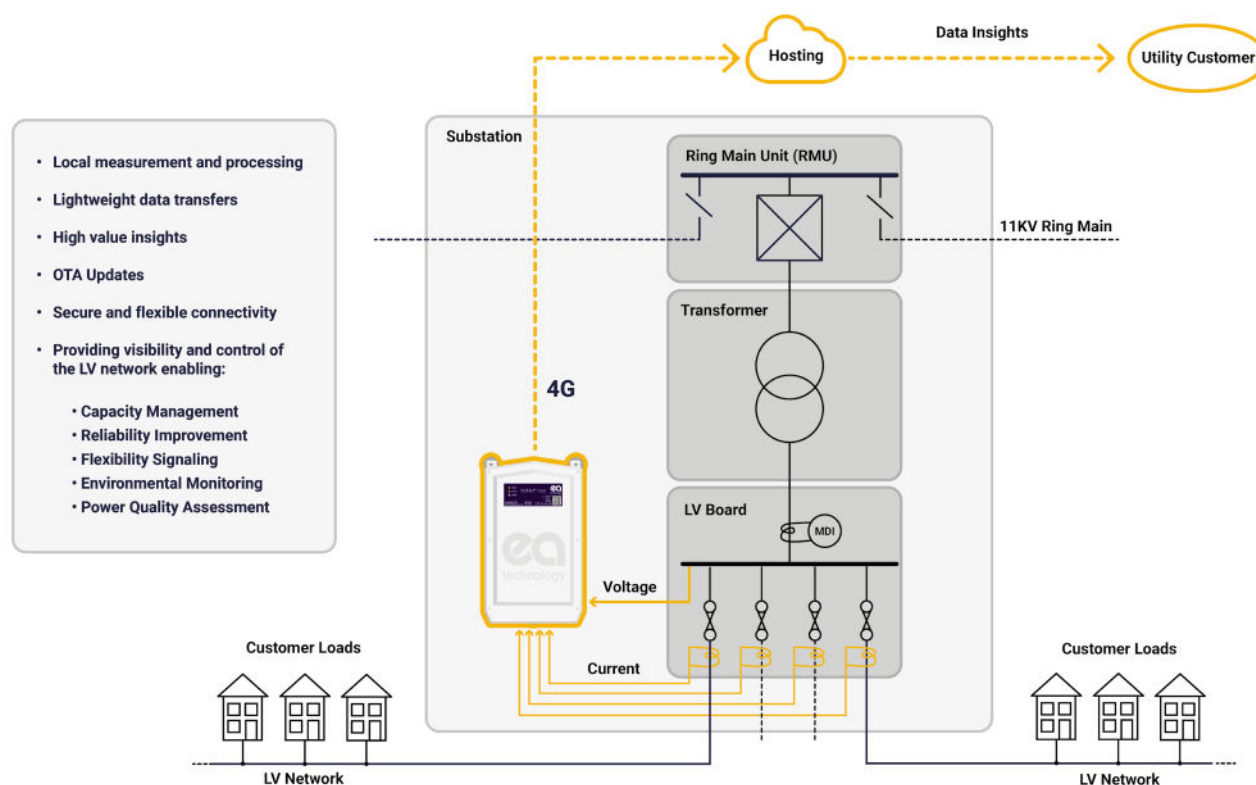 Data Insights
Hosting
Utility Customer
Substation
Ring Main Unit (RMU)
• Local measurement and processing
• Lightweight data transfers
• High value insights
• OTA Updates
• Secure and flexible connectivity
• Providing visibility and control of
the LV network enabling:
• Capacity Management
• Reliability Improvement
• Flexibility Signaling
• Environmental Monitoring
• Power Quality Assessment
11KV Ring Main
Transformer
4G
LV Board
MDI
ea
technology
Voltage
Current
Customer Loads
LV Network
Customer Loads
LV Network